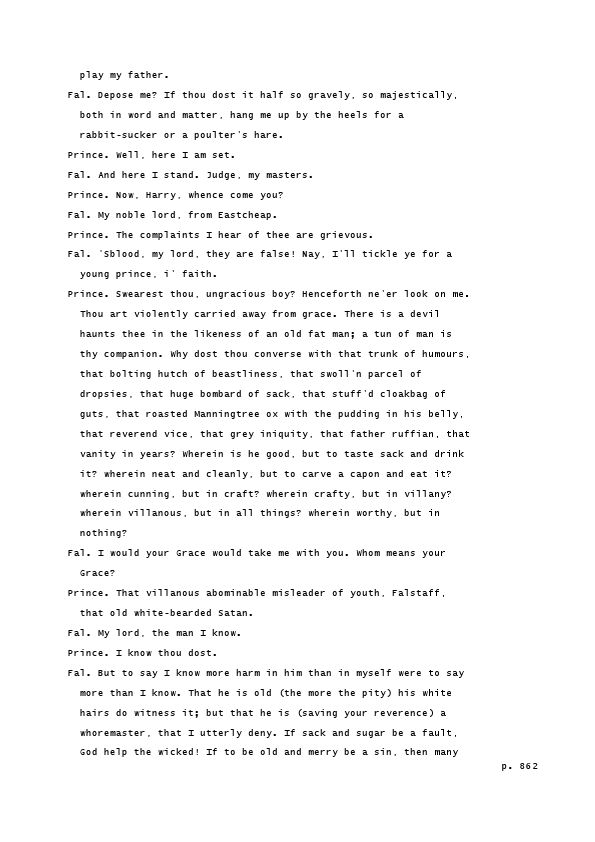 play my father.
Fal. Depose me? If thou dost it half so gravely, so majestically,
both in word and matter, hang me up by the heels for a
rabbit-sucker or a poulter's hare.
Prince. Well, here I am set.
Fal. And here I stand. Judge, my masters.
Prince. Now, Harry, whence come you?
Fal. My noble lord, from Eastcheap.
Prince. The complaints I hear of thee are grievous.
Fal. 'Sblood, my lord, they are false! Nay, I'll tickle ye for a
young prince, i' faith.
Prince. Swearest thou, ungracious boy? Henceforth ne'er look on me.
Thou art violently carried away from grace. There is a devil
haunts thee in the likeness of an old fat man; a tun of man is
thy companion. Why dost thou converse with that trunk of humours,
that bolting hutch of beastliness, that swoll'n parcel of
dropsies, that huge bombard of sack, that stuff'd cloakbag of
guts, that roasted Manningtree ox with the pudding in his belly,
that reverend vice, that grey iniquity, that father ruffian, that
vanity in years? Wherein is he good, but to taste sack and drink
it? wherein neat and cleanly, but to carve a capon and eat it?
wherein cunning, but in craft? wherein crafty, but in villany?
wherein villanous, but in all things? wherein worthy, but in
nothing?
Fal. I would your Grace would take me with you. Whom means your
Grace?
Prince. That villanous abominable misleader of youth, Falstaff,
that old white-bearded Satan.
Fal. My lord, the man I know.
Prince. I know thou dost.
Fal. But to say I know more harm in him than in myself were to say
more than I know. That he is old (the more the pity) his white
hairs do witness it; but that he is (saving your reverence) a
whoremaster, that I utterly deny. If sack and sugar be a fault,
God help the wicked! If to be old and merry be a sin, then many
p. 862